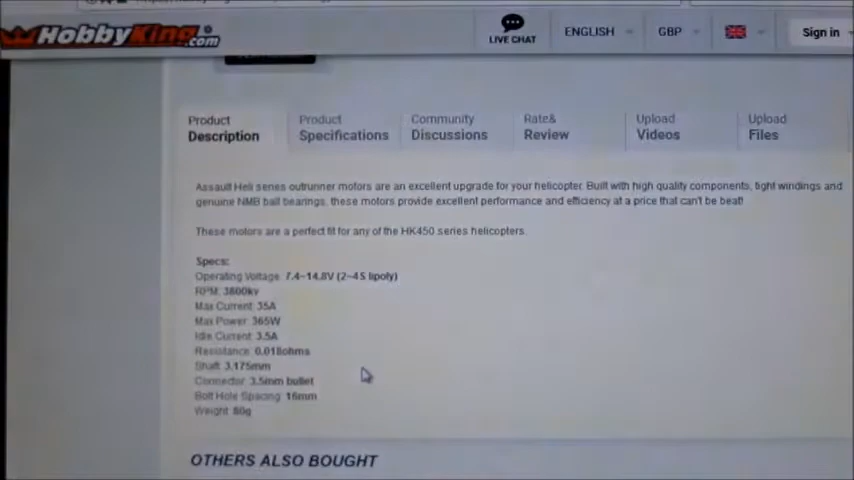 HobbyKing.com
LIVE CHAT
ENGLISH
GBP
Sign in
Product Description
Product Specifications
Community Discussions
Rate& Review
Upload Videos
Upload Files
Assault Heli series outrunner motors are an excellent upgrade for your helicopter. Built with high quality components, tight windings and
genuine NMB ball bearings, these motors provide excellent performance and efficiency at a price that can't be beat!
These motors are a perfect fit for any of the HK450 series helicopters.
Specs:
Operating Voltage: 7.4~14.8V (2~4S lipoly)
RPM: 3800kv
Max Current: 35A
Max Power: 365W
Idle Current: 3.5A
Resistance: 0.018ohms
Shaft: 3.175mm
Connector: 3.5mm bullet
Bolt Hole Spacing: 16mm
Weight: 80g
OTHERS ALSO BOUGHT